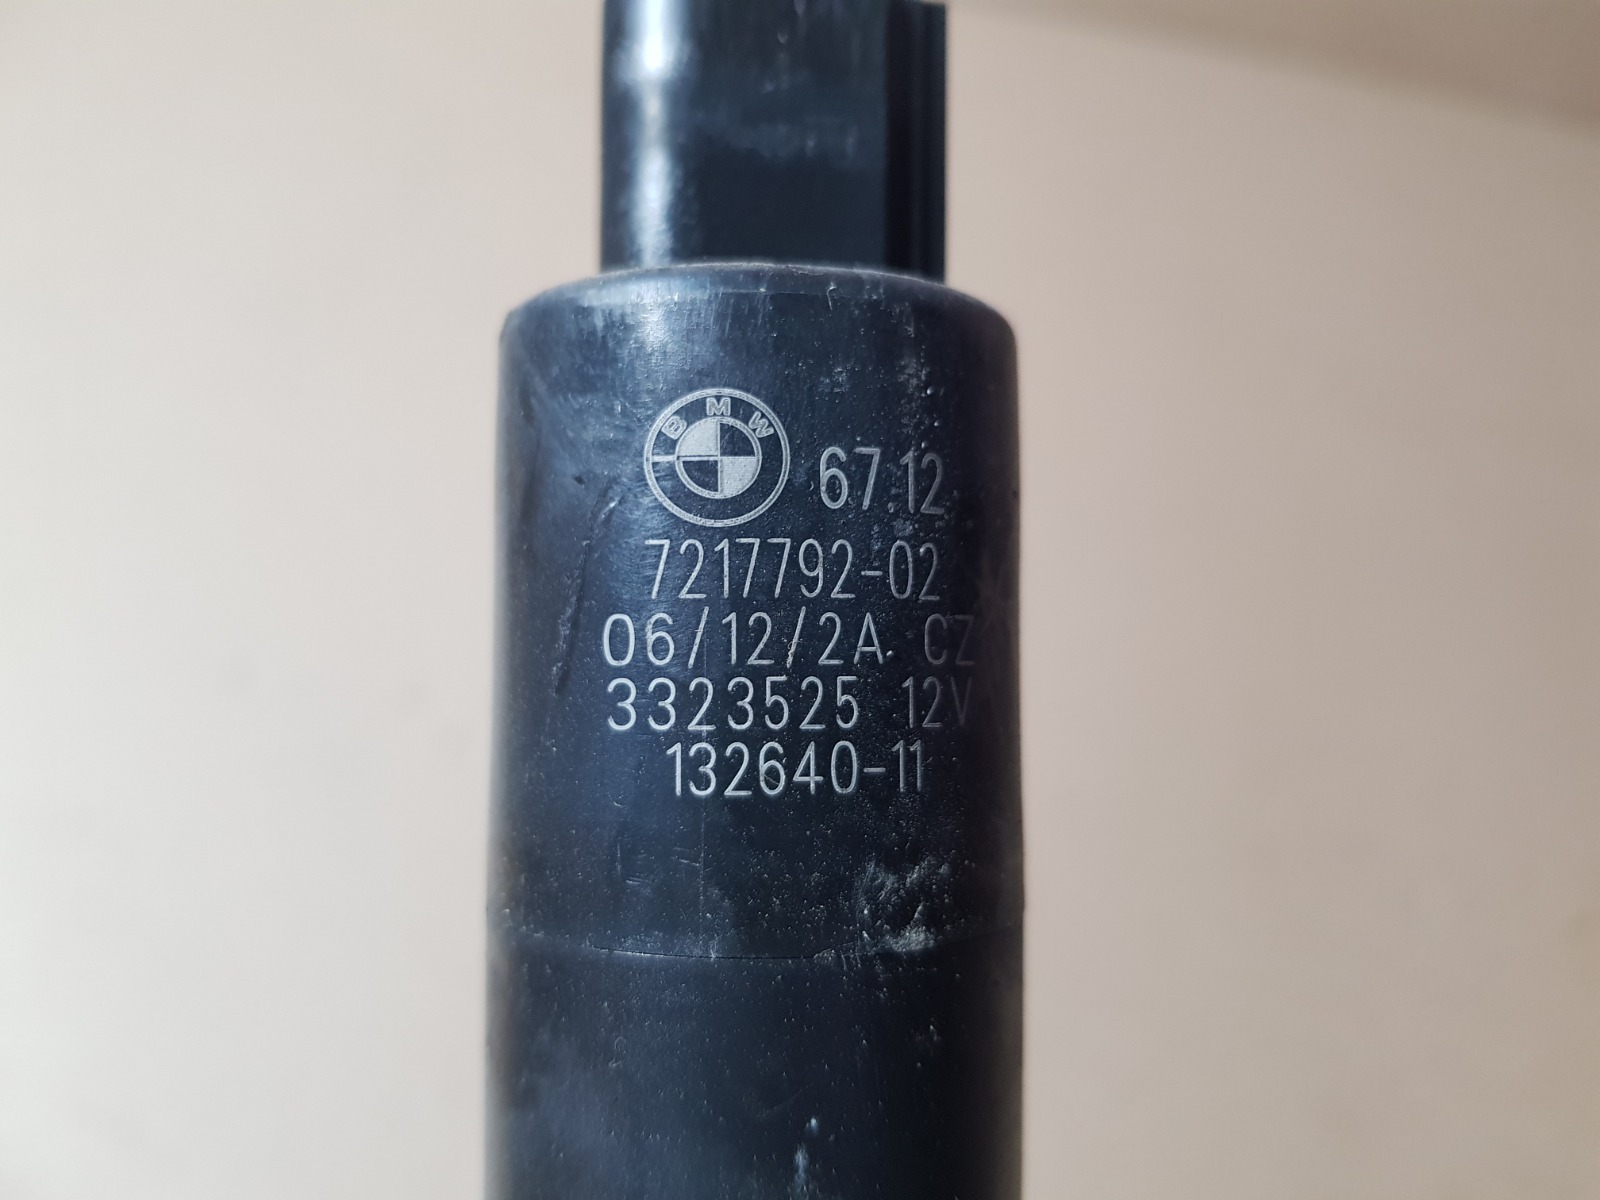 BMW 67.12
7217792-02
06/12/2A CZ
3323525 12V
132640-11